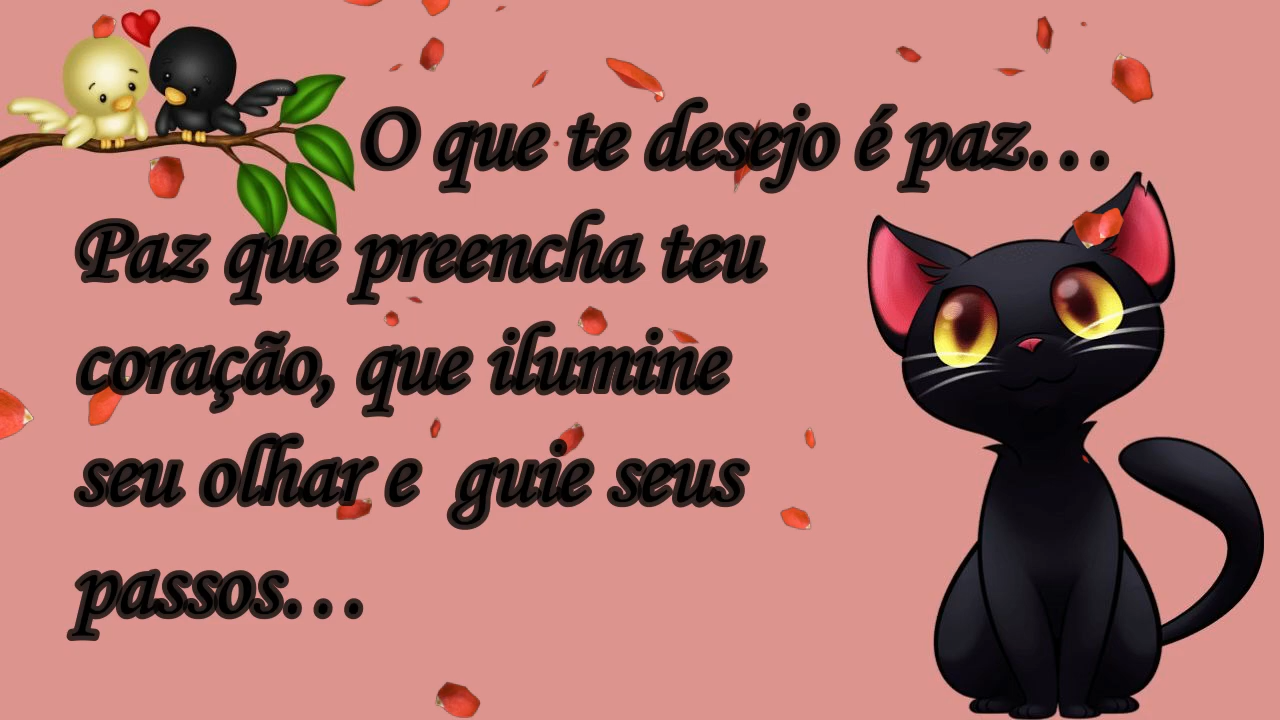 O que te desejo é paz...
Paz que preencha teu
coração, que ilumine
seu olhar e  guie seus
passos...